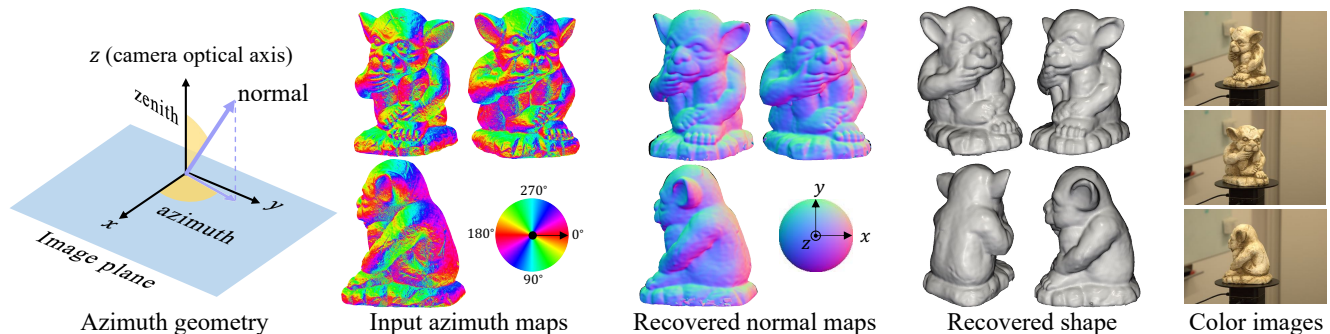 z (camera optical axis)
zenith
normal
x
y
azimuth
Image plane
Azimuth geometry
270°
180°
0°
90°
Input azimuth maps
y
z
x
Recovered normal maps
Recovered shape
Color images